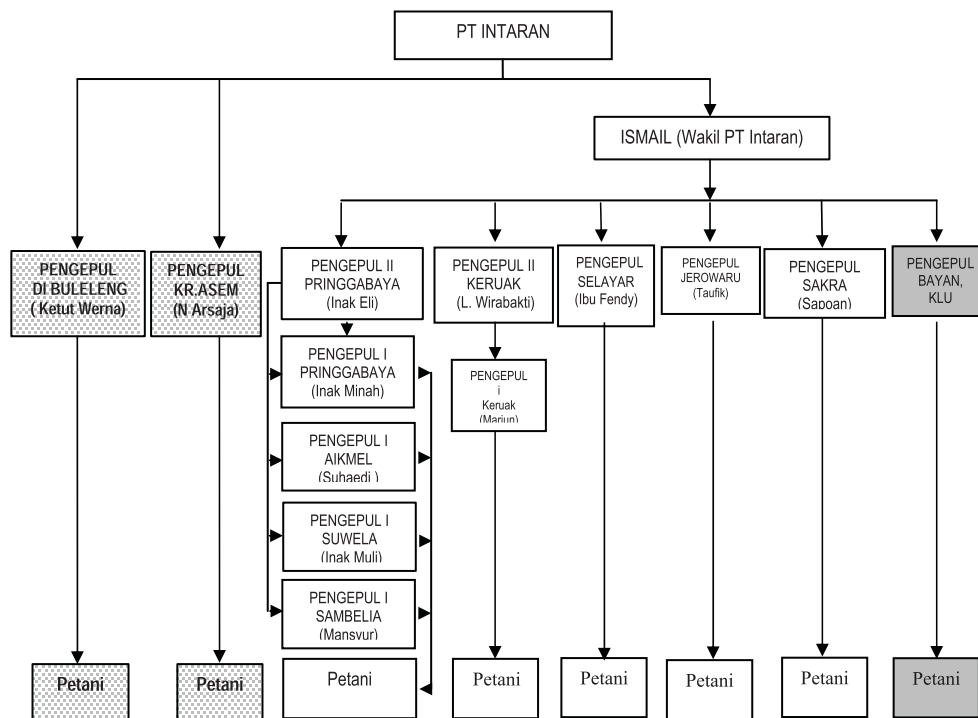 PT INTARAN
ISMAIL (Wakil PT Intaran)
PENGEPUL
DI BULELENG
( Ketut Werna)
PENGEPUL
KR.ASEM
(N Arsaja)
PENGEPUL II
PRINGGABAYA
(Inak Eli)
PENGEPUL II
KERUAK
(L. Wirabakti)
PENGEPUL
SELAYAR
(Ibu Fendy)
PENGEPUL
JEROWARU
(Taufik)
PENGEPUL
SAKRA
(Sapoan)
PENGEPUL
BAYAN,
KLU
PENGEPUL I
PRINGGABAYA
(Inak Minah)
PENGEPUL
i
Keruak
(Mariun)
PENGEPUL I
AIKMEL
(Suhaedi )
PENGEPUL I
SUWELA
(Inak Muli)
PENGEPUL I
SAMBELIA
(Mansyur)
Petani
Petani
Petani
Petani
Petani
Petani
Petani
Petani